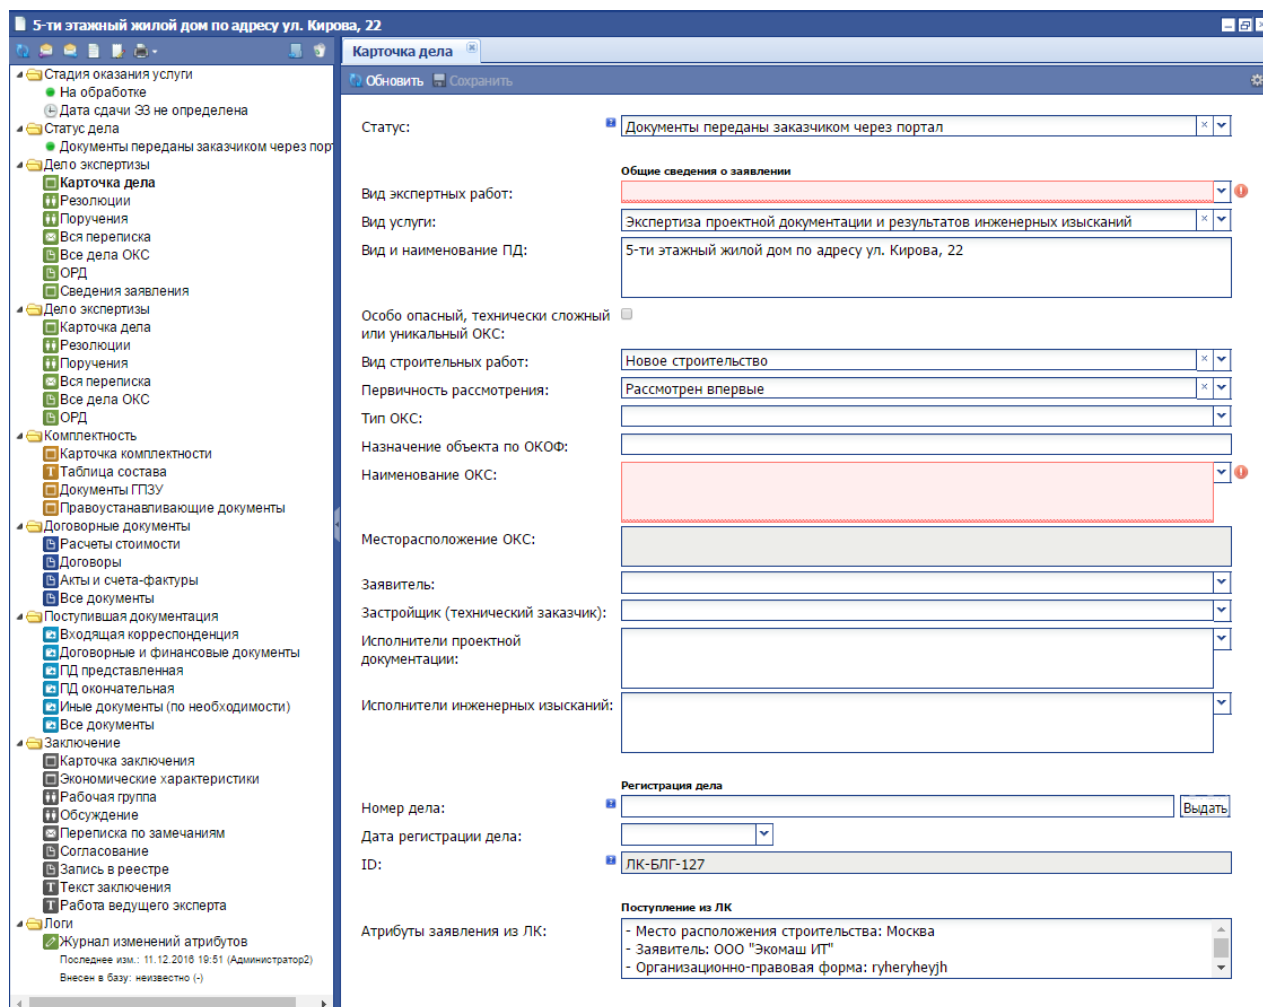 5-ти этажный жилой дом по адресу ул. Кирова, 22
Стадия оказания услуги
На обработке
Дата сдачи ЭЗ не определена
Статус дела
Документы переданы заказчиком через порт
Дело экспертизы
Карточка дела
Резолюции
Поручения
Вся переписка
Все дела ОКС
ОРД
Сведения заявления
Дело экспертизы
Карточка дела
Резолюции
Поручения
Вся переписка
Все дела ОКС
ОРД
Комплектность
Карточка комплектности
Таблица состава
Документы ГПЗУ
Правоустанавливающие документы
Договорные документы
Расчеты стоимости
Договоры
Акты и счета-фактуры
Все документы
Поступившая документация
Входящая корреспонденция
Договорные и финансовые документы
ПД представленная
ПД окончательная
Иные документы (по необходимости)
Все документы
Заключение
Карточка заключения
Экономические характеристики
Рабочая группа
Обсуждение
Переписка по замечаниям
Согласование
Запись в реестре
Текст заключения
Работа ведущего эксперта
Логи
Журнал изменений атрибутов
Последнее изм.: 11.12.2016 19:51 (Администратор2)
Внесен в базу: неизвестно (-)
Карточка дела
Обновить Сохранить
Статус: Документы переданы заказчиком через портал
Общие сведения о заявлении
Вид экспертных работ:
Вид услуги: Экспертиза проектной документации и результатов инженерных изысканий
Вид и наименование ПД: 5-ти этажный жилой дом по адресу ул. Кирова, 22
Особо опасный, технически сложный
или уникальный ОКС:
Вид строительных работ: Новое строительство
Первичность рассмотрения: Рассмотрен впервые
Тип ОКС:
Назначение объекта по ОКОФ:
Наименование ОКС:
Месторасположение ОКС:
Заявитель:
Застройщик (технический заказчик):
Исполнители проектной
документации:
Исполнители инженерных изысканий:
Регистрация дела
Номер дела: Выдать
Дата регистрации дела:
ID: ЛК-БЛГ-127
Поступление из ЛК
Атрибуты заявления из ЛК: - Место расположения строительства: Москва
- Заявитель: ООО "Экомаш ИТ"
- Организационно-правовая форма: ryheryheyjh